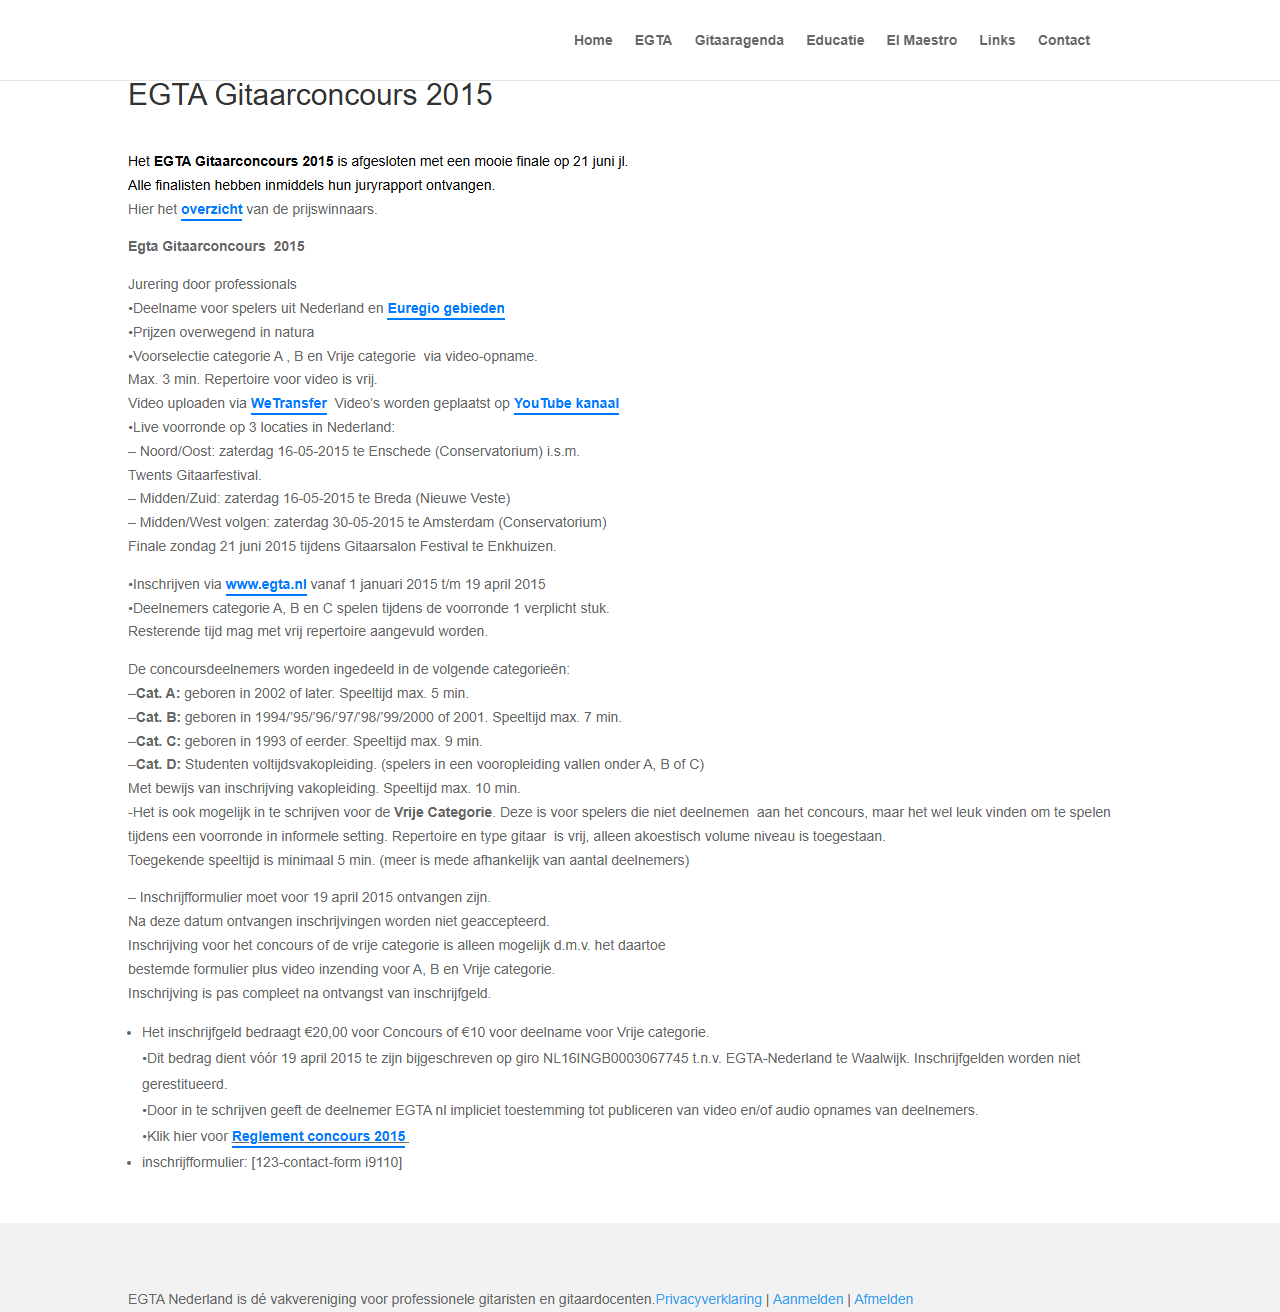 Home EGTA Gitaaragenda Educatie El Maestro Links Contact
EGTA Gitaarconcours 2015
Het EGTA Gitaarconcours 2015 is afgesloten met een mooie finale op 21 juni jl.
Alle finalisten hebben inmiddels hun juryrapport ontvangen.
Hier het overzicht van de prijswinnaars.
Egta Gitaarconcours  2015
Jurering door professionals
•Deelname voor spelers uit Nederland en Euregio gebieden
•Prijzen overwegend in natura
•Voorselectie categorie A , B en Vrije categorie  via video-opname.
Max. 3 min. Repertoire voor video is vrij.
Video uploaden via WeTransfer  Video's worden geplaatst op YouTube kanaal
•Live voorronde op 3 locaties in Nederland:
– Noord/Oost: zaterdag 16-05-2015 te Enschede (Conservatorium) i.s.m.
Twents Gitaarfestival.
– Midden/Zuid: zaterdag 16-05-2015 te Breda (Nieuwe Veste)
– Midden/West volgen: zaterdag 30-05-2015 te Amsterdam (Conservatorium)
Finale zondag 21 juni 2015 tijdens Gitaarsalon Festival te Enkhuizen.
•Inschrijven via www.egta.nl vanaf 1 januari 2015 t/m 19 april 2015
•Deelnemers categorie A, B en C spelen tijdens de voorronde 1 verplicht stuk.
Resterende tijd mag met vrij repertoire aangevuld worden.
De concoursdeelnemers worden ingedeeld in de volgende categorieën:
–Cat. A: geboren in 2002 of later. Speeltijd max. 5 min.
–Cat. B: geboren in 1994/'95/'96/'97/'98/'99/2000 of 2001. Speeltijd max. 7 min.
–Cat. C: geboren in 1993 of eerder. Speeltijd max. 9 min.
–Cat. D: Studenten voltijdsvakopleiding. (spelers in een vooropleiding vallen onder A, B of C)
Met bewijs van inschrijving vakopleiding. Speeltijd max. 10 min.
-Het is ook mogelijk in te schrijven voor de Vrije Categorie. Deze is voor spelers die niet deelnemen  aan het concours, maar het wel leuk vinden om te spelen
tijdens een voorronde in informele setting. Repertoire en type gitaar  is vrij, alleen akoestisch volume niveau is toegestaan.
Toegekende speeltijd is minimaal 5 min. (meer is mede afhankelijk van aantal deelnemers)
– Inschrijfformulier moet voor 19 april 2015 ontvangen zijn.
Na deze datum ontvangen inschrijvingen worden niet geaccepteerd.
Inschrijving voor het concours of de vrije categorie is alleen mogelijk d.m.v. het daartoe
bestemde formulier plus video inzending voor A, B en Vrije categorie.
Inschrijving is pas compleet na ontvangst van inschrijfgeld.
• Het inschrijfgeld bedraagt €20,00 voor Concours of €10 voor deelname voor Vrije categorie.
•Dit bedrag dient vóór 19 april 2015 te zijn bijgeschreven op giro NL16INGB0003067745 t.n.v. EGTA-Nederland te Waalwijk. Inschrijfgelden worden niet
gerestitueerd.
•Door in te schrijven geeft de deelnemer EGTA nl impliciet toestemming tot publiceren van video en/of audio opnames van deelnemers.
•Klik hier voor Reglement concours 2015
• inschrijfformulier: [123-contact-form i9110]
EGTA Nederland is dé vakvereniging voor professionele gitaristen en gitaardocenten.Privacyverklaring | Aanmelden | Afmelden